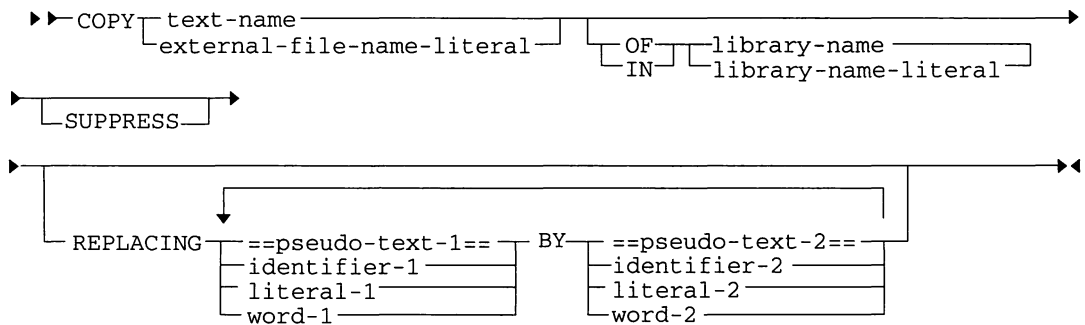 COPY text-name
external-file-name-literal
OF library-name
IN library-name-literal
SUPPRESS
REPLACING ==pseudo-text-1== BY ==pseudo-text-2==
identifier-1 identifier-2
literal-1 literal-2
word-1 word-2